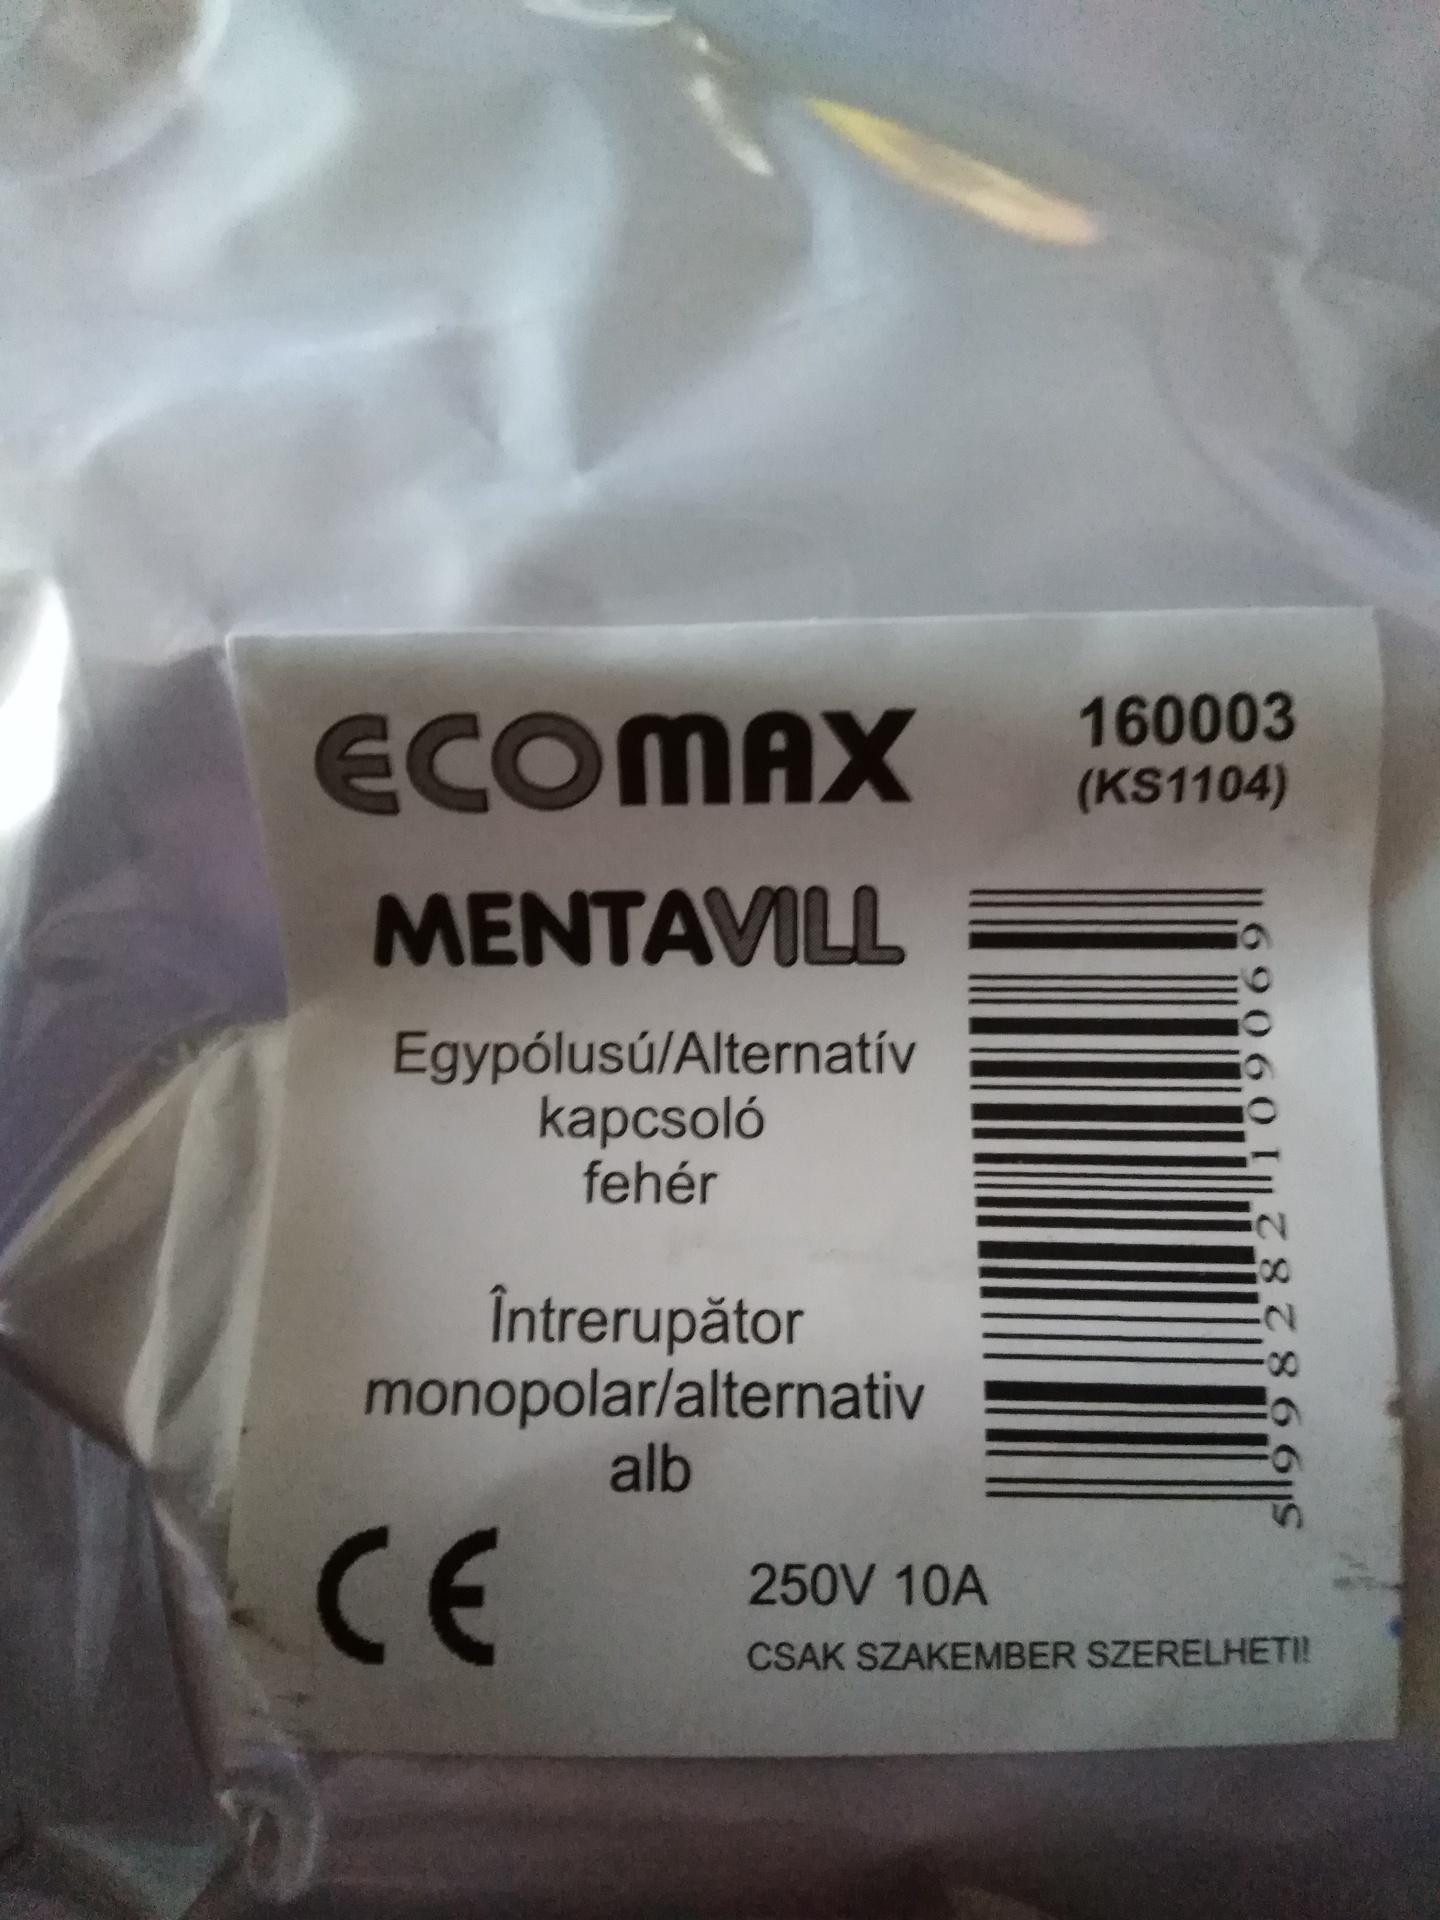 ECOMAX
160003
(KS1104)
MENTAVILL
Egypólusú/Alternatív
kapcsoló
fehér
Întrerupător
monopolar/alternativ
alb
5998282109069
CE
250V 10A
CSAK SZAKEMBER SZERELHETI!